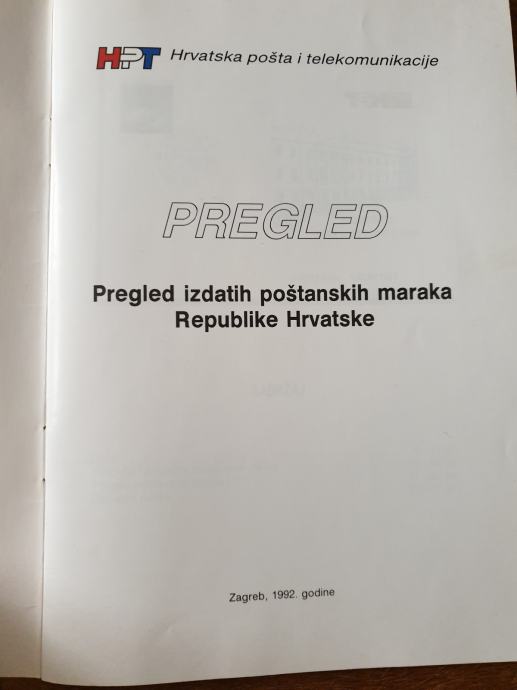 HPT Hrvatska pošta i telekomunikacije
PREGLED
Pregled izdatih poštanskih maraka
Republike Hrvatske
Zagreb, 1992. godine